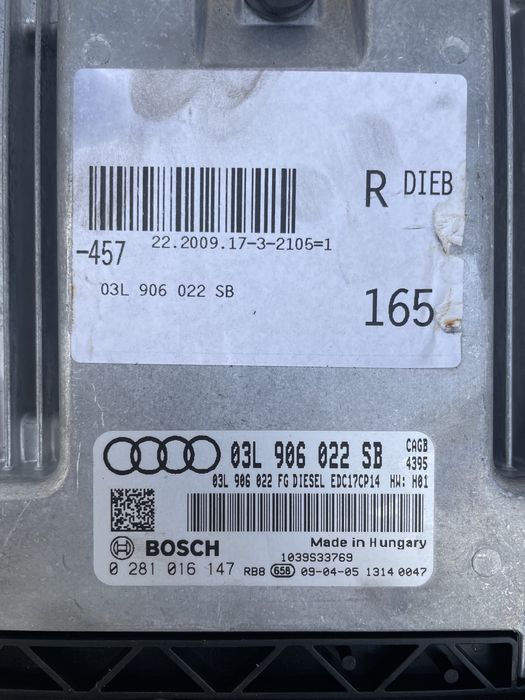 R DIEB
22.2009.17-3-2105=1
-457
03L 906 022 SB
165
03L 906 022 SB CAGB
4395
03L 906 022 FG DIESEL EDC17CP14 HW: H01
Made in Hungary
BOSCH
1039S33769
0 281 016 147 RB8 658 09-04-05 1314 0047